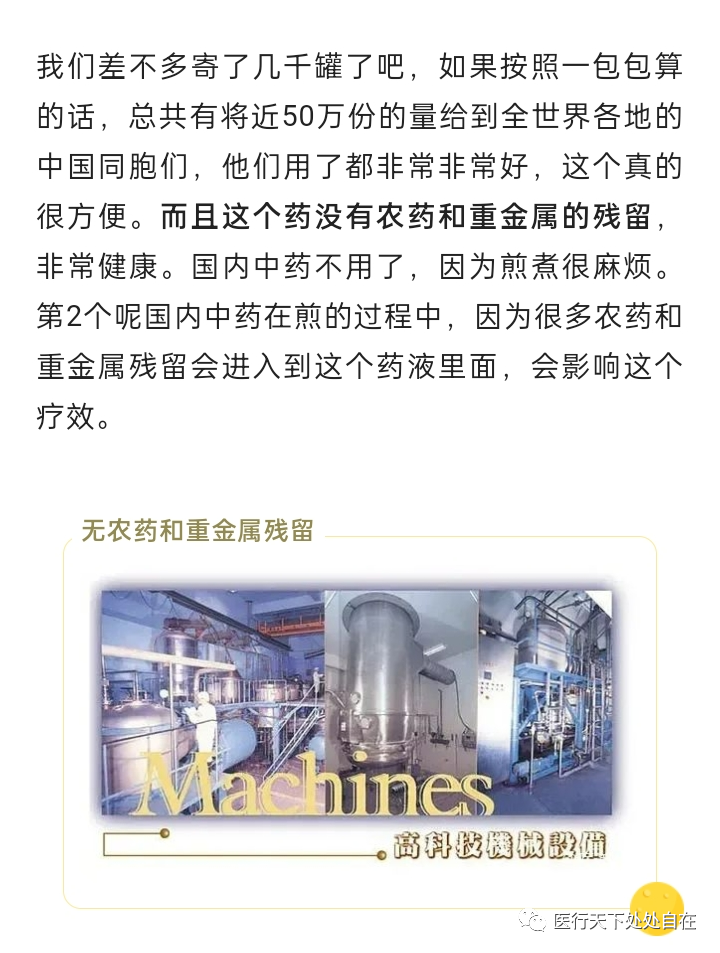 我们差不多寄了几千罐了吧，如果按照一包包算
的话，总共有将近50万份的量给到全世界各地的
中国同胞们，他们用了都非常非常好，这个真的
很方便。而且这个药没有农药和重金属的残留，
非常健康。国内中药不用了，因为煎煮很麻烦。
第2个呢国内中药在煎的过程中，因为很多农药和
重金属残留会进入到这个药液里面，会影响这个
疗效。
无农药和重金属残留
Machines
高科技機械設備
医行天下处处自在